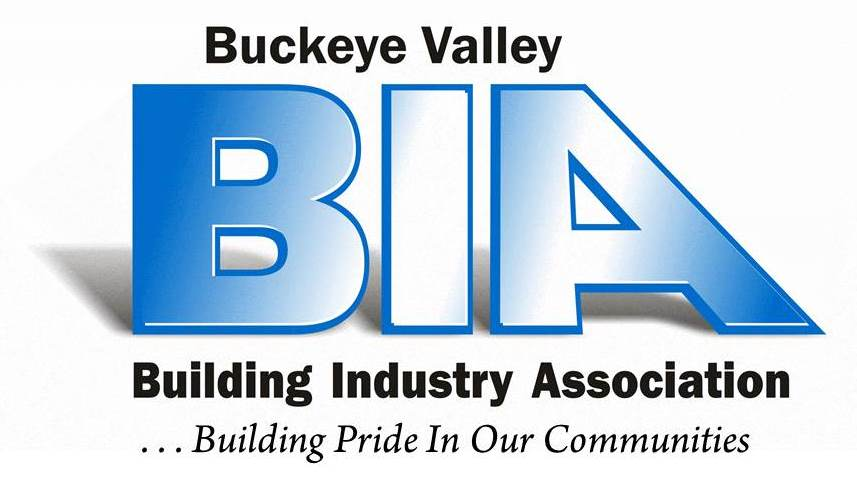 Buckeye Valley
BIA
Building Industry Association
. . . Building Pride In Our Communities